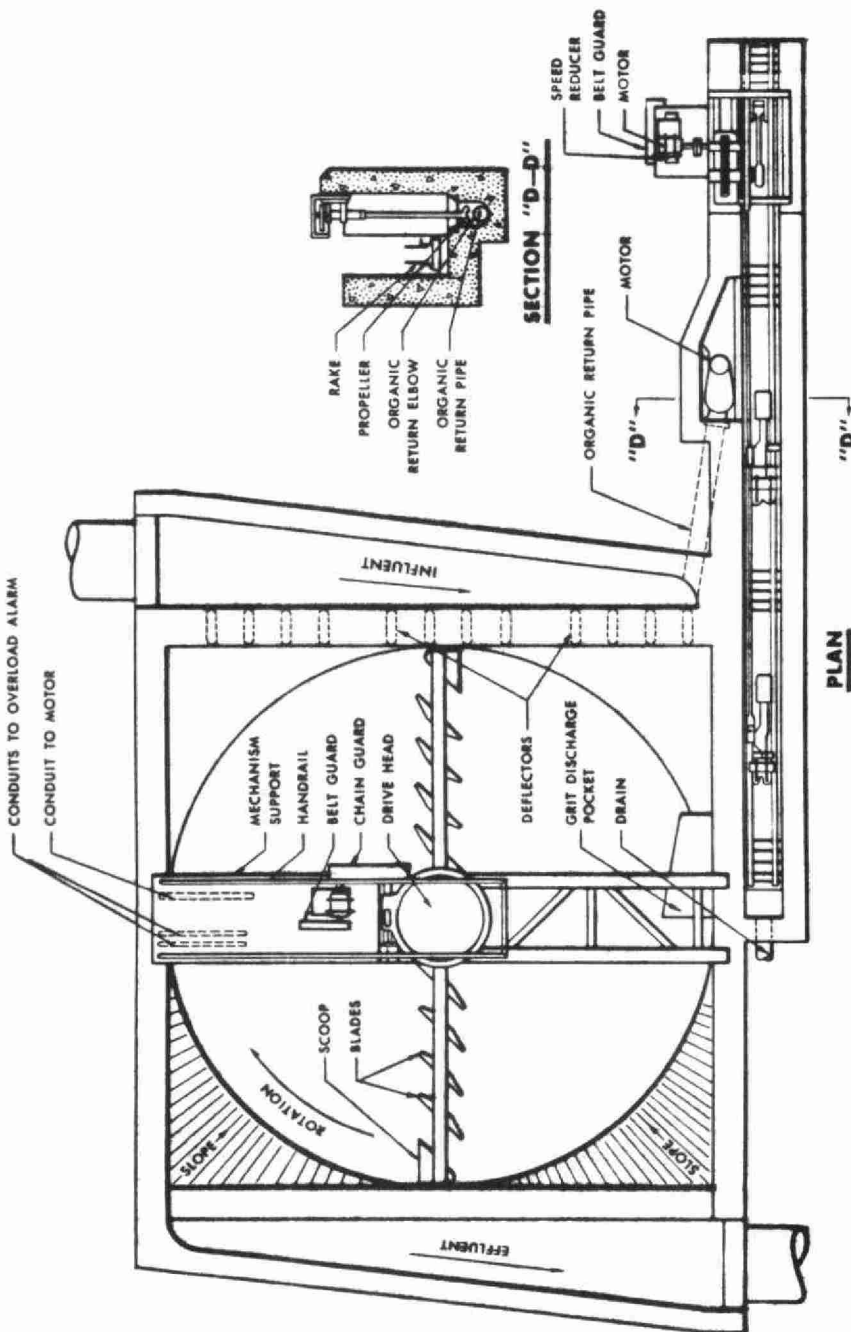 CONDUITS TO OVERLOAD ALARM
CONDUIT TO MOTOR
MECHANISM
SUPPORT
HANDRAIL
BELT GUARD
CHAIN GUARD
DRIVE HEAD
SLOPE
ROTATION
SCOOP
BLADES
SLOPE
EFFLUENT
INFLUENT
DEFLECTORS
GRIT DISCHARGE
POCKET
DRAIN
RAKE
PROPELLER
ORGANIC
RETURN ELBOW
ORGANIC
RETURN PIPE
SECTION "D-D"
SPEED
REDUCER
BELT GUARD
MOTOR
ORGANIC RETURN PIPE
MOTOR
"D"
"D"
PLAN